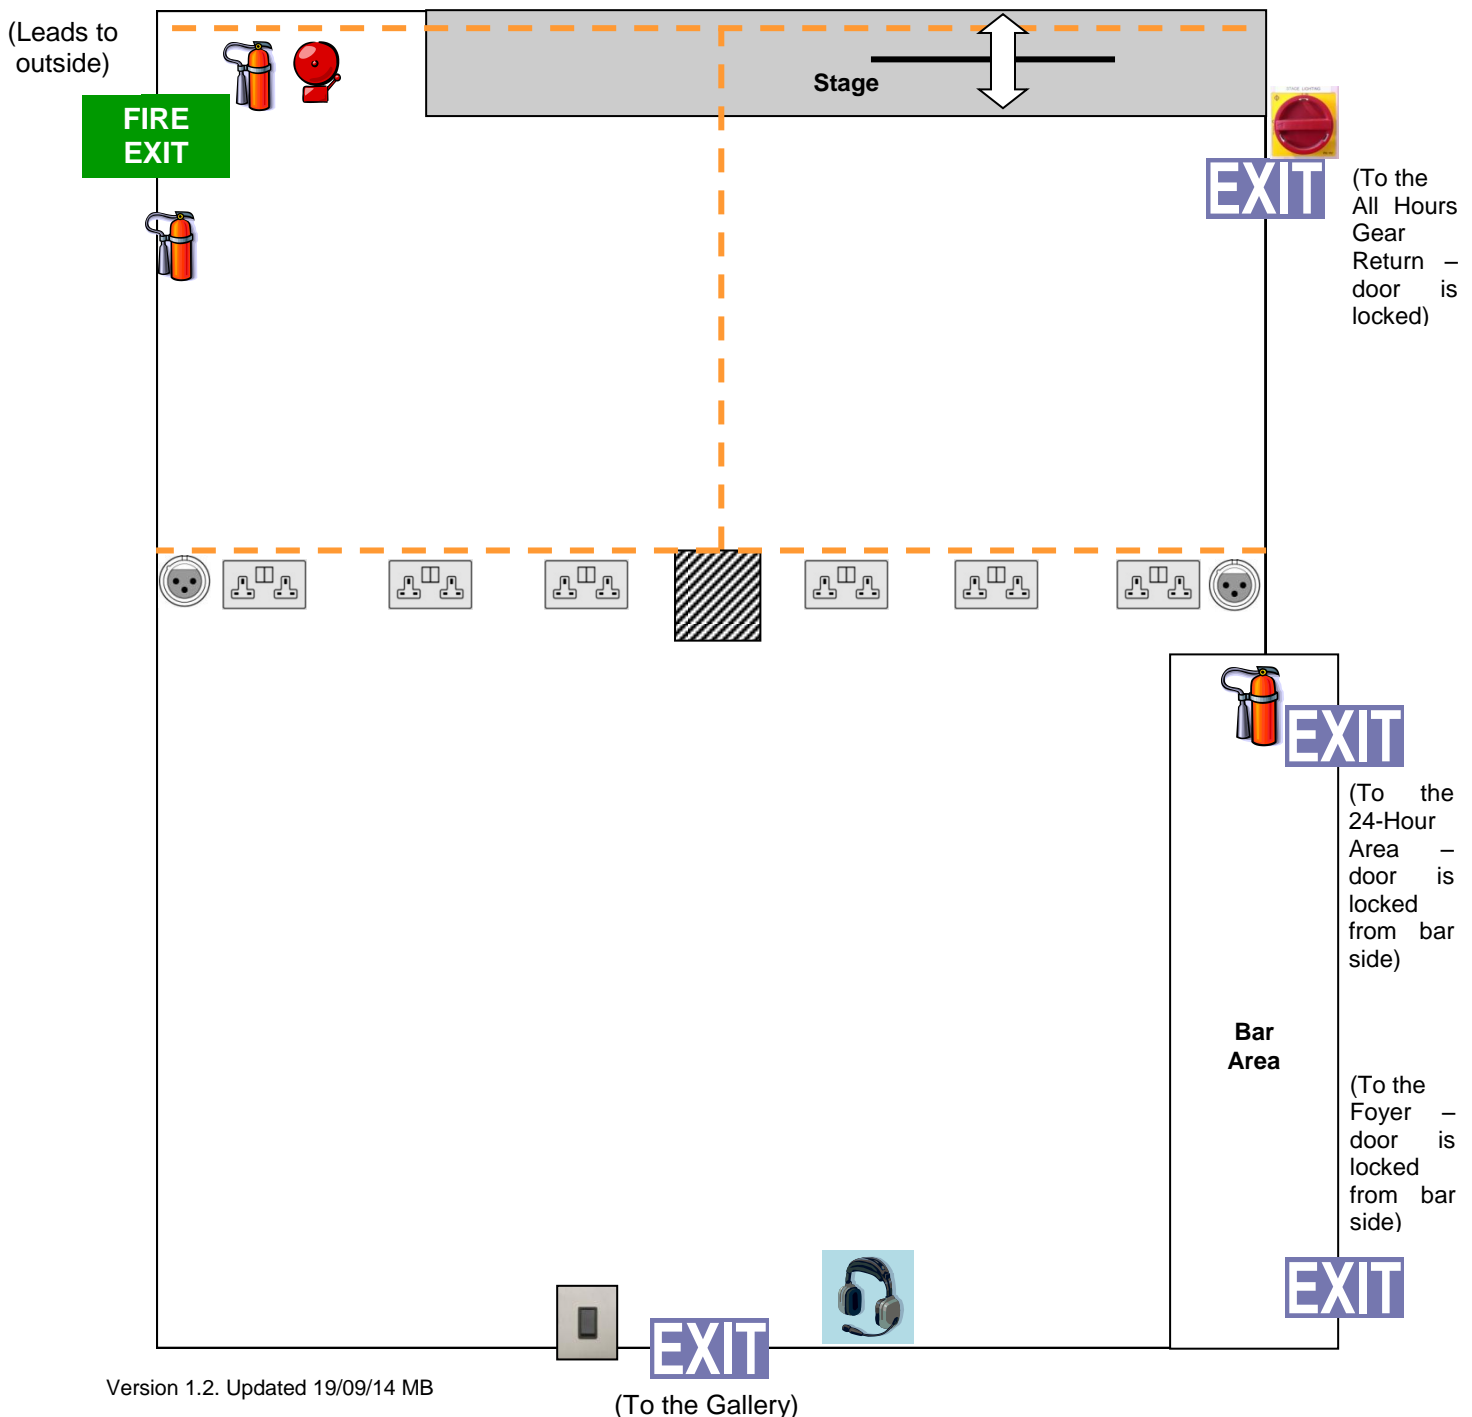 (Leads to
outside)
FIRE
EXIT
Stage
STAGE LIGHTING
EXIT
(To the
All Hours
Gear
Return –
door is
locked)
EXIT
(To the
24-Hour
Area –
door is
locked
from bar
side)
Bar
Area
(To the
Foyer –
door is
locked
from bar
side)
EXIT
EXIT
(To the Gallery)
Version 1.2. Updated 19/09/14 MB